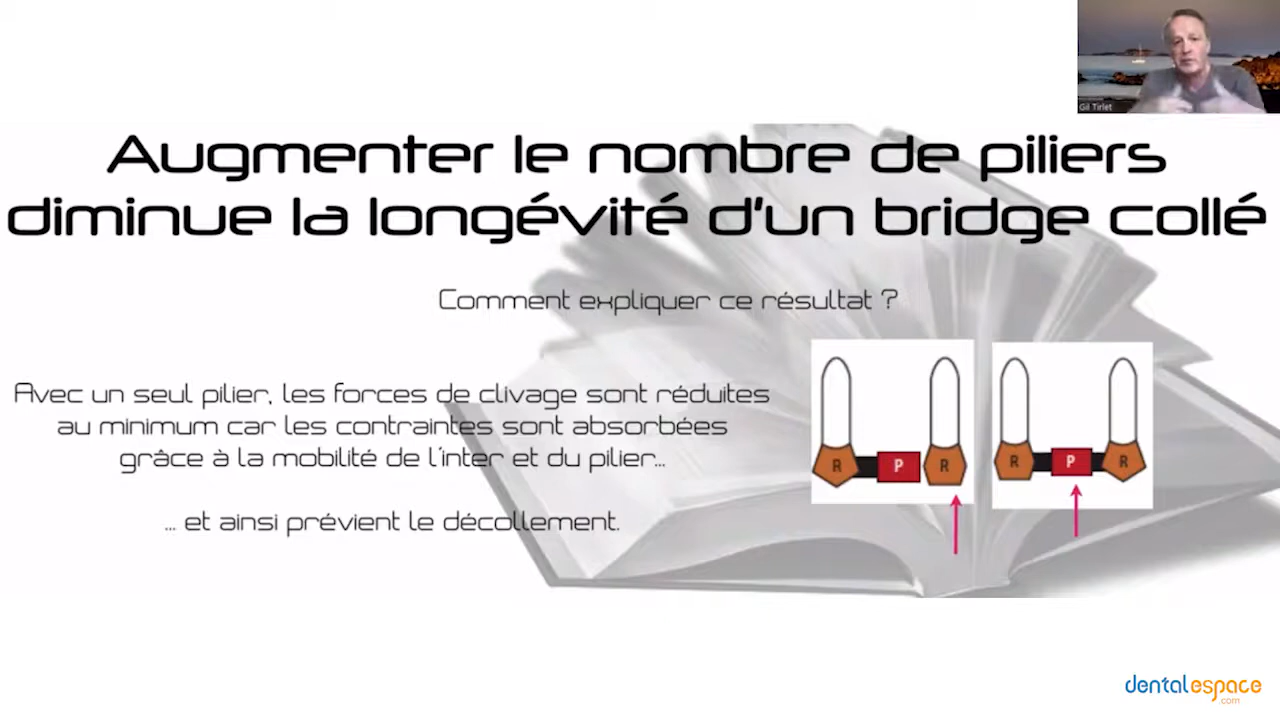 Gil Tirlet
Augmenter le nombre de piliers
diminue la longévité d'un bridge collé
Comment expliquer ce résultat ?
Avec un seul pilier, les forces de clivage sont réduites
au minimum car les contraintes sont absorbées
grâce à la mobilité de l'inter et du pilier...
... et ainsi prévient le décollement.
R P R
R P R
dentalespace
.com